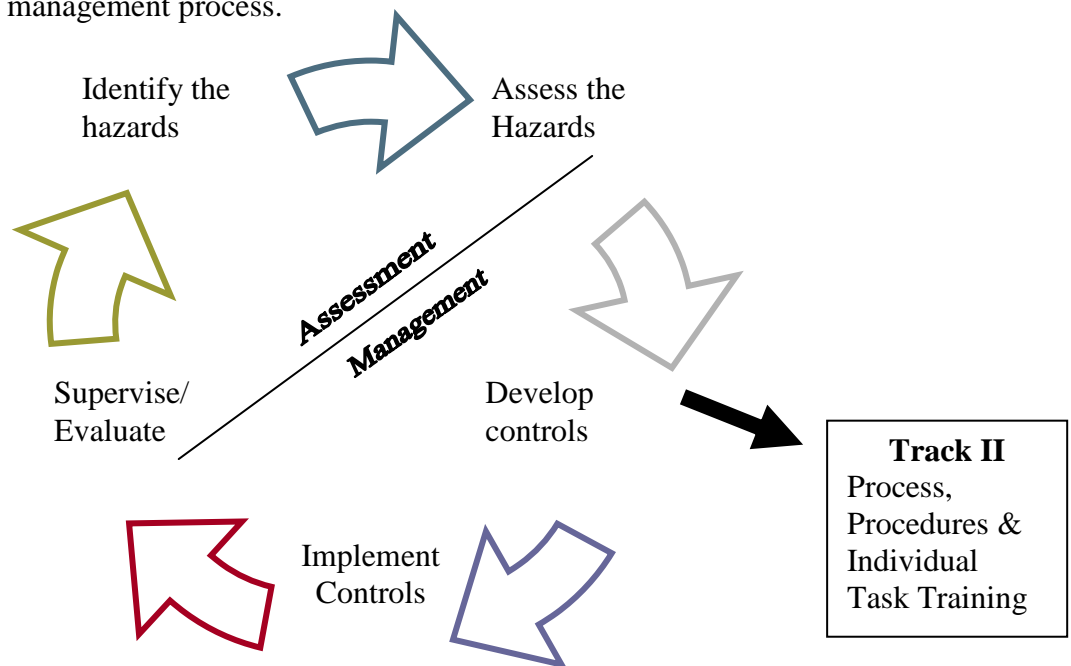 management process.
Identify the
hazards
Assess the
Hazards
Assessment
Management
Supervise/
Evaluate
Develop
controls
Track II
Process,
Procedures &
Individual
Task Training
Implement
Controls